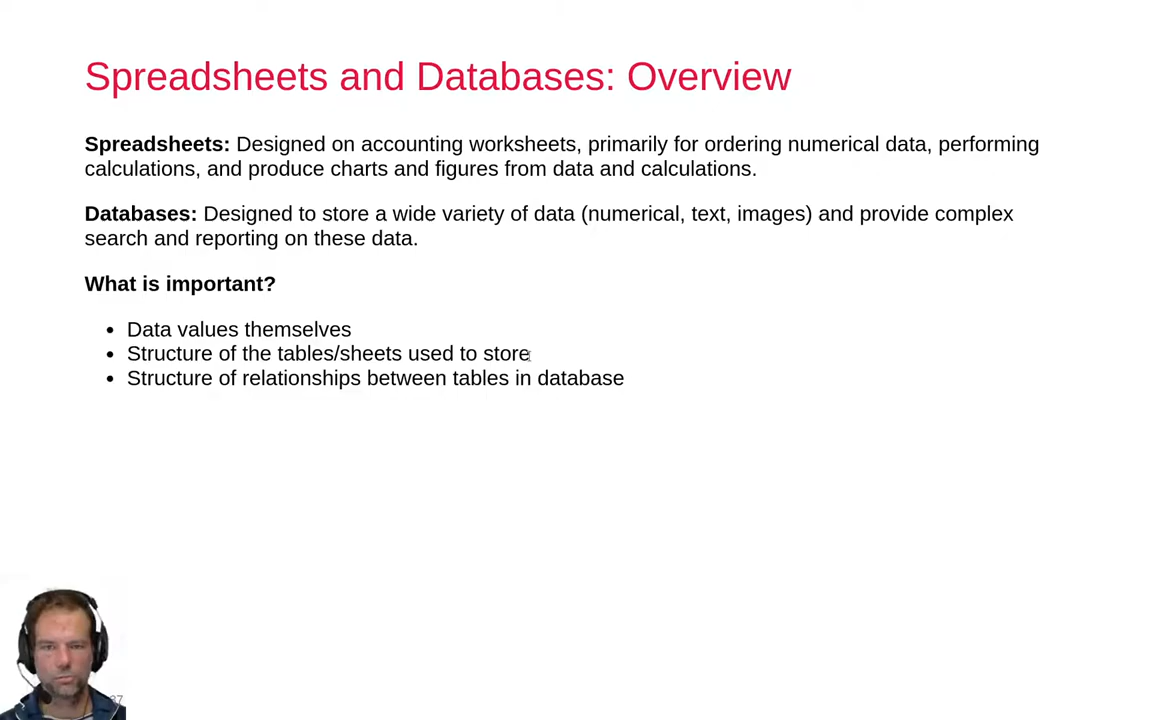 Spreadsheets and Databases: Overview
Spreadsheets: Designed on accounting worksheets, primarily for ordering numerical data, performing
calculations, and produce charts and figures from data and calculations.
Databases: Designed to store a wide variety of data (numerical, text, images) and provide complex
search and reporting on these data.
What is important?
• Data values themselves
• Structure of the tables/sheets used to store
• Structure of relationships between tables in database
37